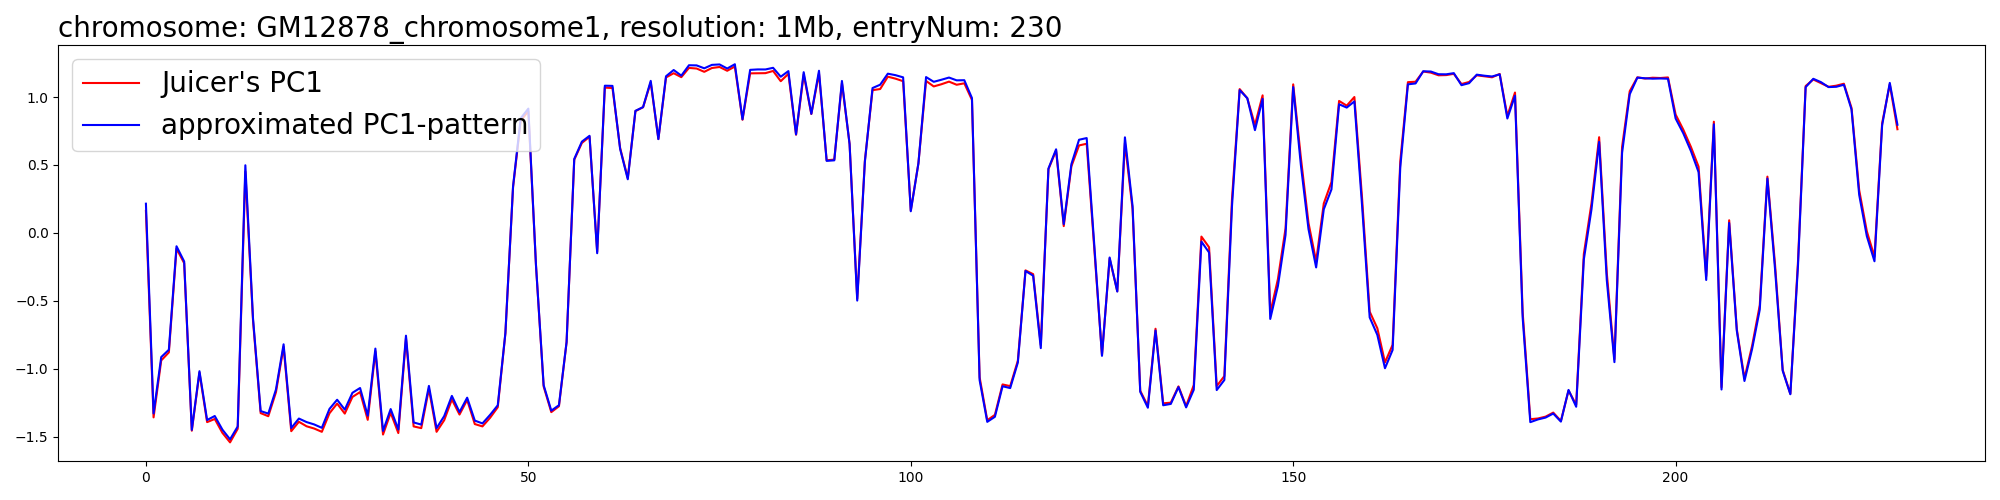 chromosome: GM12878_chromosome1, resolution: 1Mb, entryNum: 230
Juicer's PC1
approximated PC1-pattern
1.0
0.5
0.0
−0.5
−1.0
−1.5
0 50 100 150 200